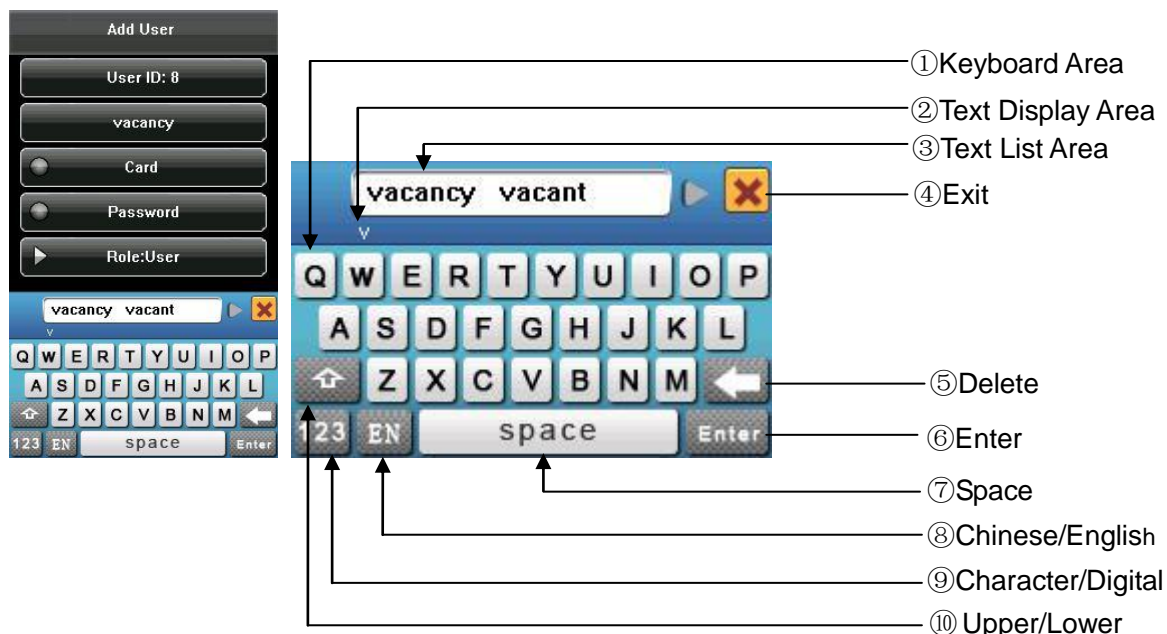 Add User
User ID: 8
vacancy
Card
Password
Role:User
vacancy vacant
v
Q W E R T Y U I O P
A S D F G H J K L
Z X C V B N M
123 EN space Enter
vacancy vacant
v
Q W E R T Y U I O P
A S D F G H J K L
Z X C V B N M
123 EN space Enter
①Keyboard Area
②Text Display Area
③Text List Area
④Exit
⑤Delete
⑥Enter
⑦Space
⑧Chinese/English
⑨Character/Digital
⑩ Upper/Lower